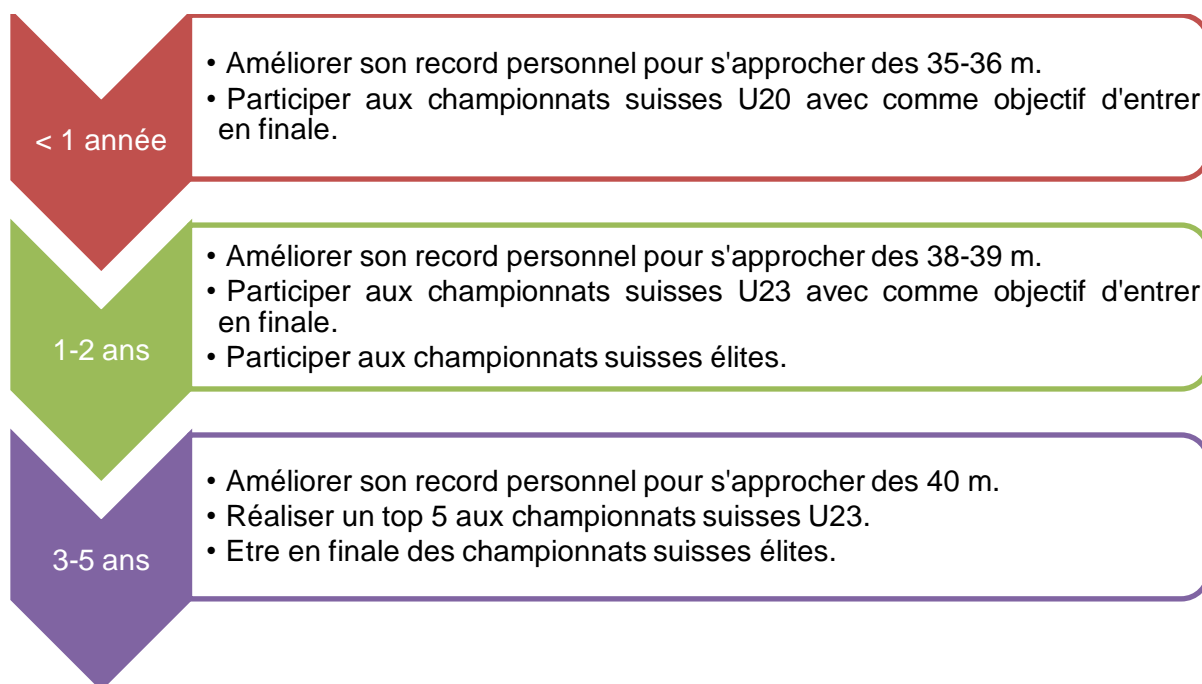 < 1 année
• Améliorer son record personnel pour s'approcher des 35-36 m.
• Participer aux championnats suisses U20 avec comme objectif d'entrer
en finale.
1-2 ans
• Améliorer son record personnel pour s'approcher des 38-39 m.
• Participer aux championnats suisses U23 avec comme objectif d'entrer
en finale.
• Participer aux championnats suisses élites.
3-5 ans
• Améliorer son record personnel pour s'approcher des 40 m.
• Réaliser un top 5 aux championnats suisses U23.
• Etre en finale des championnats suisses élites.